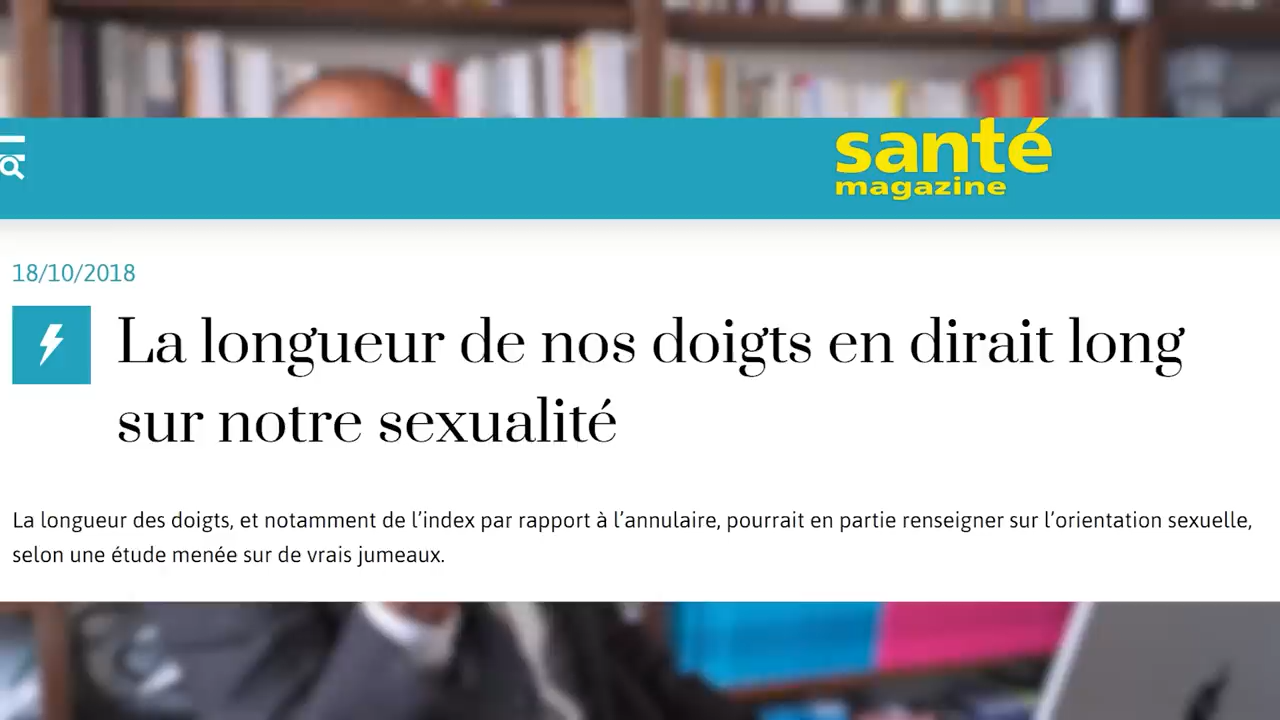 santé
magazine
18/10/2018
La longueur de nos doigts en dirait long
sur notre sexualité
La longueur des doigts, et notamment de l’index par rapport à l’annulaire, pourrait en partie renseigner sur l’orientation sexuelle,
selon une étude menée sur de vrais jumeaux.